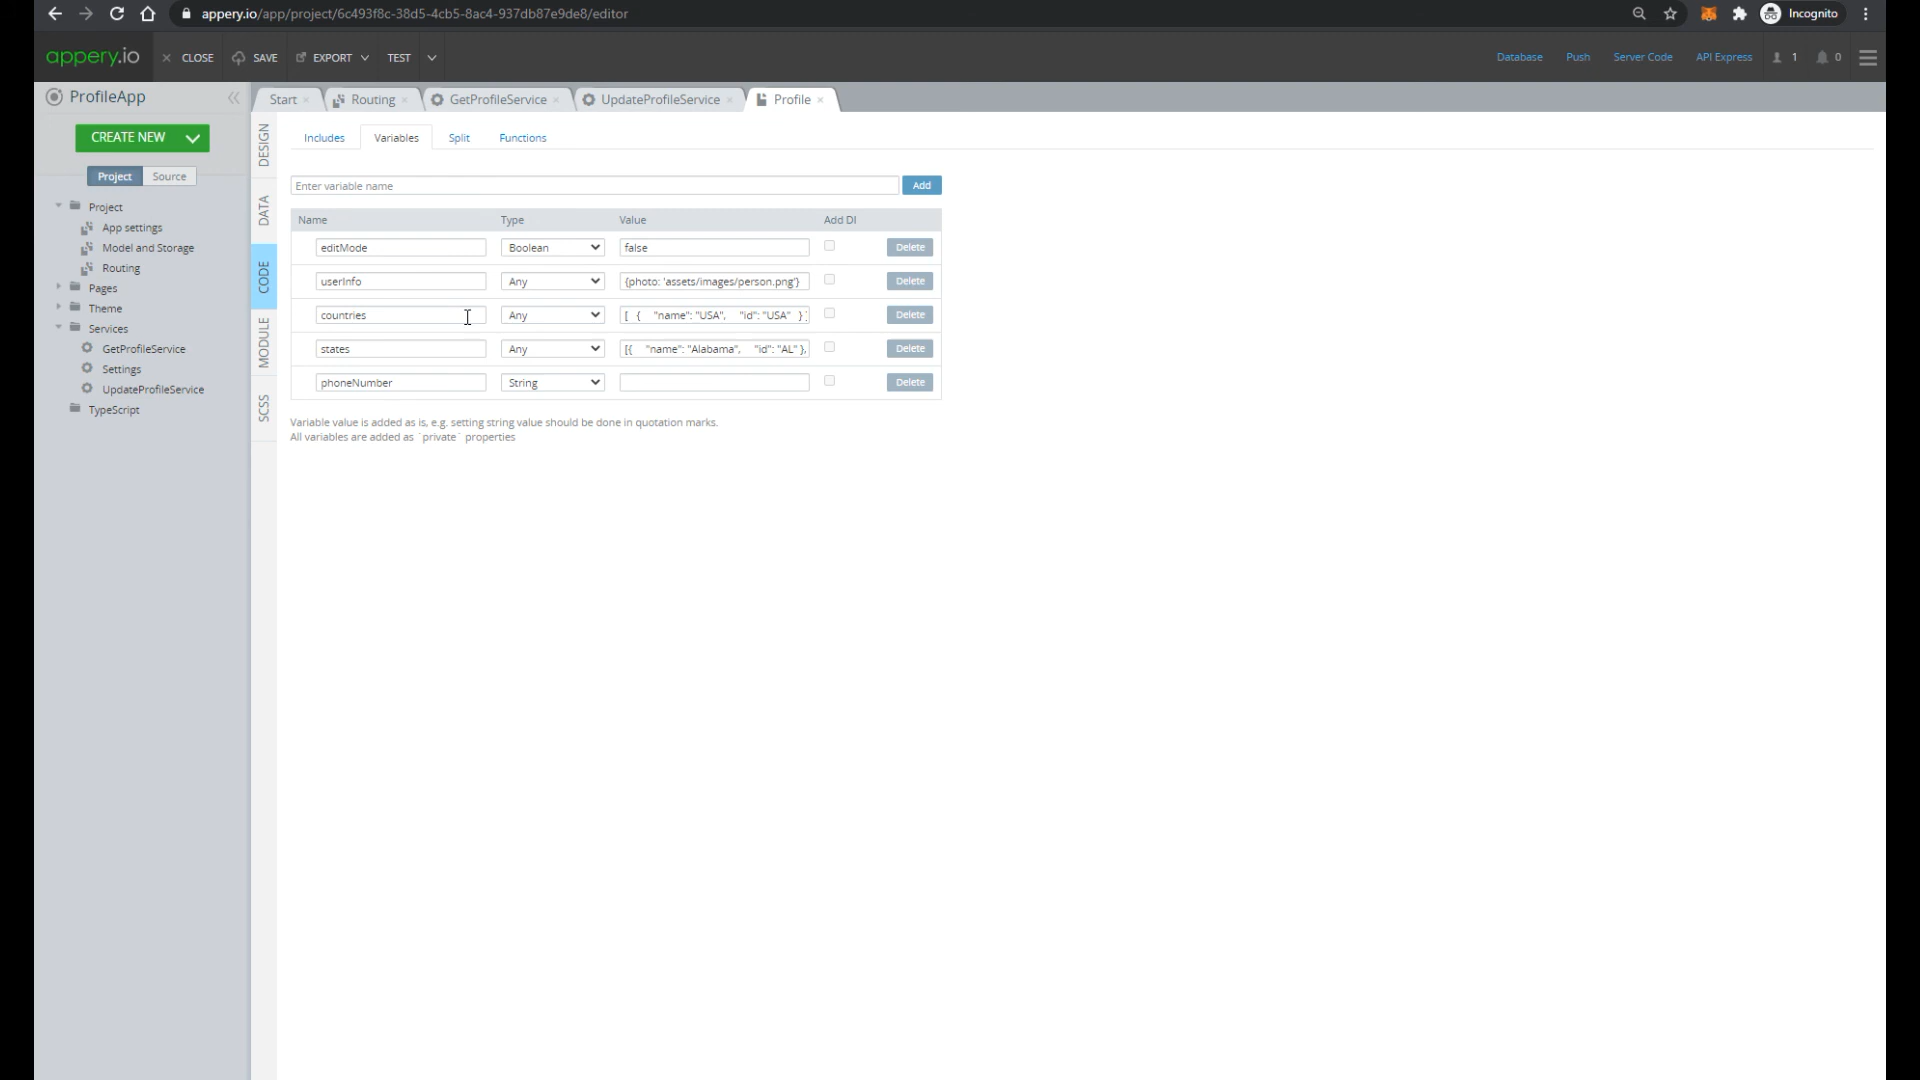 appery.io/app/project/6c493f8c-38d5-4cb5-8ac4-937db87e9de8/editor
Incognito
appery.io
× CLOSE
SAVE
EXPORT
TEST
Database
Push
Server Code
API Express
1
0
ProfileApp
CREATE NEW
Project
Source
Project
App settings
Model and Storage
Routing
Pages
Theme
Services
GetProfileService
Settings
UpdateProfileService
TypeScript
Start ×
Routing ×
GetProfileService ×
UpdateProfileService ×
Profile ×
DESIGN
DATA
CODE
MODULE
SCSS
Includes
Variables
Split
Functions
Enter variable name
Add
Name Type Value Add DI
editMode Boolean false Delete
userInfo Any {photo: 'assets/images/person.png'} Delete
countries Any [ { "name": "USA", "id": "USA" } ] Delete
states Any [{ "name": "Alabama", "id": "AL" }, Delete
phoneNumber String Delete
Variable value is added as is, e.g. setting string value should be done in quotation marks.
All variables are added as `private` properties